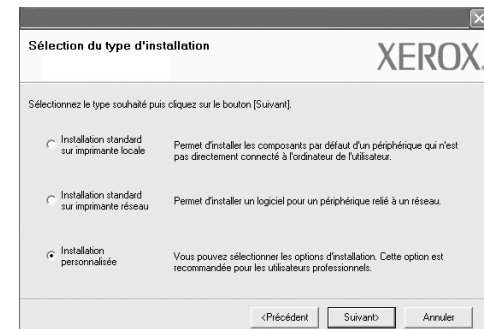 Sélection du type d'installation
XEROX.
Sélectionnez le type souhaité puis cliquez sur le bouton [Suivant].
Installation standard
sur imprimante locale
Permet d'installer les composants par défaut d'un périphérique qui n'est
pas directement connecté à l'ordinateur de l'utilisateur.
Installation standard
sur imprimante réseau
Permet d'installer un logiciel pour un périphérique relié à un réseau.
Installation
personnalisée
Vous pouvez sélectionner les options d'installation. Cette option est
recommandée pour les utilisateurs professionnels.
<Précédent
Suivant>
Annuler